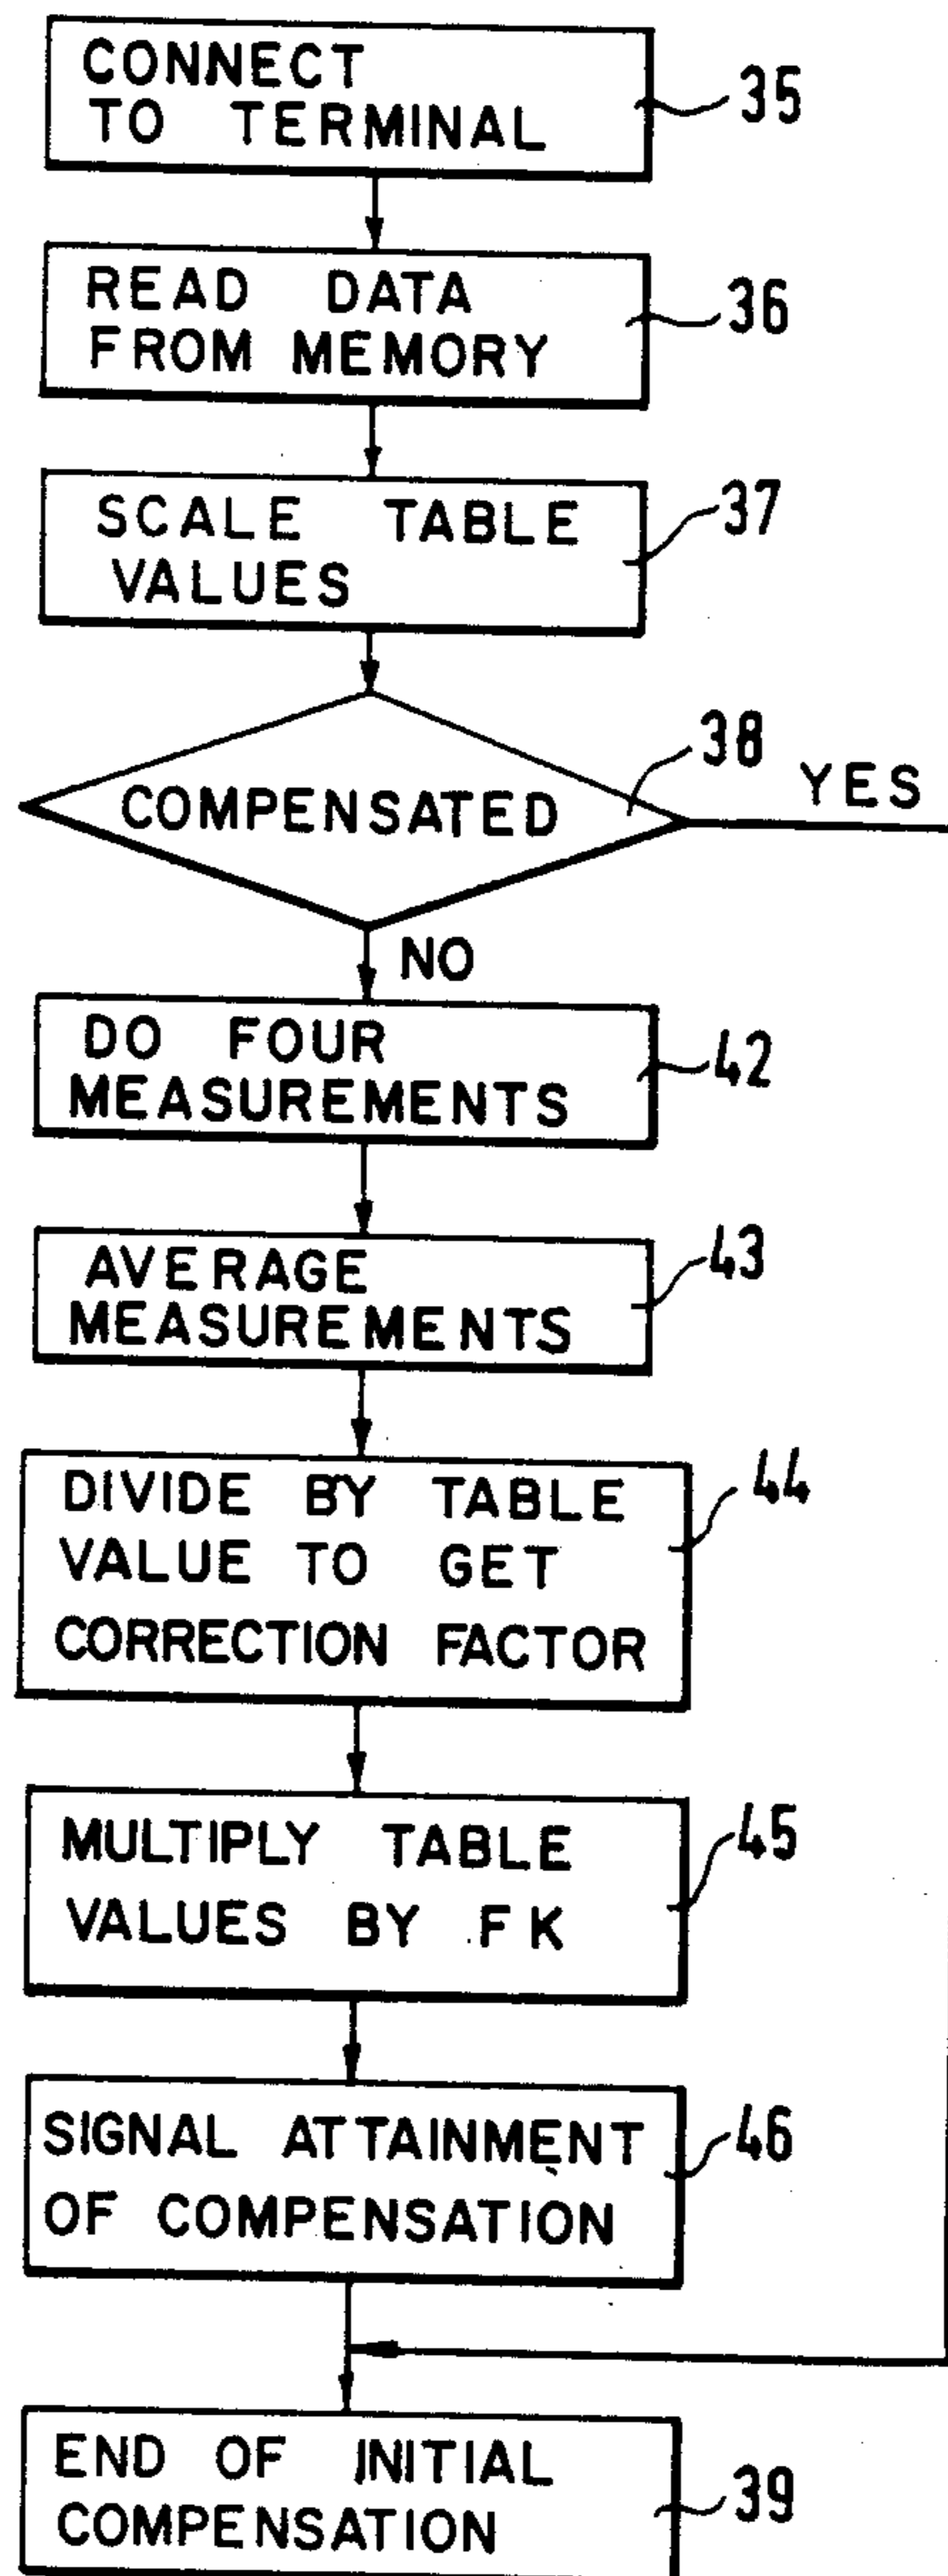 CONNECT
TO TERMINAL
35
READ DATA
FROM MEMORY
36
SCALE TABLE
VALUES
37
COMPENSATED
38
YES
NO
DO FOUR
MEASUREMENTS
42
AVERAGE
MEASUREMENTS
43
DIVIDE BY TABLE
VALUE TO GET
CORRECTION FACTOR
44
MULTIPLY TABLE
VALUES BY FK
45
SIGNAL ATTAINMENT
OF COMPENSATION
46
END OF INITIAL
COMPENSATION
39